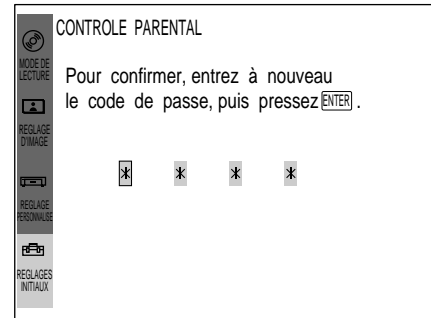 CONTROLE PARENTAL
MODE DE
LECTURE
Pour confirmer, entrez à nouveau
le code de passe, puis pressez ENTER .
REGLAGE
D'IMAGE
* * * *
REGLAGE
PERSONNALISE
REGLAGES
INITIAUX